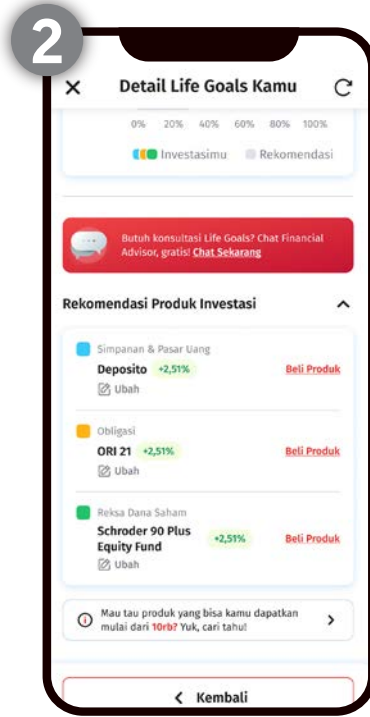 2
Detail Life Goals Kamu
0% 20% 40% 60% 80% 100%
Investasimu Rekomendasi
Butuh konsultasi Life Goals? Chat Financial
Advisor, gratis! Chat Sekarang
Rekomendasi Produk Investasi
Simpanan & Pasar Uang
Deposito +2,51% Beli Produk
Ubah
Obligasi
ORI 21 +2,51% Beli Produk
Ubah
Reksa Dana Saham
Schroder 90 Plus
Equity Fund +2,51% Beli Produk
Ubah
Mau tau produk yang bisa kamu dapatkan
mulai dari 10rb? Yuk, cari tahu!
Kembali